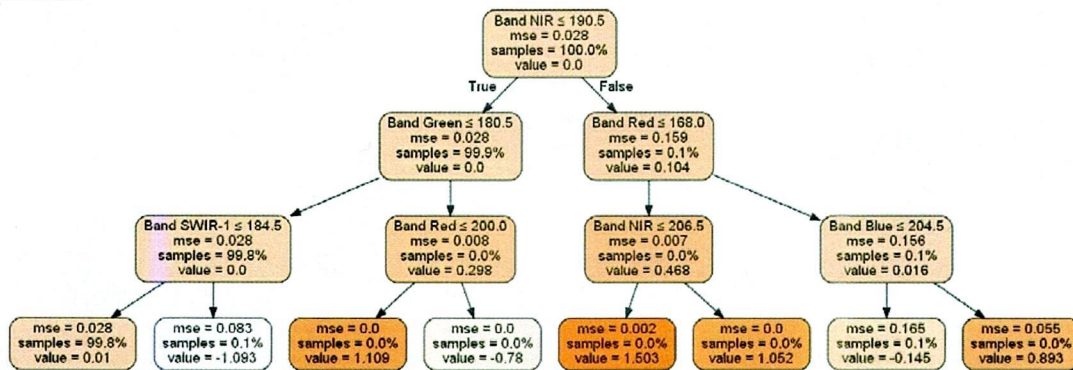 Band NIR ≤ 190.5
mse = 0.028
samples = 100.0%
value = 0.0
True
False
Band Green ≤ 180.5
mse = 0.028
samples = 99.9%
value = 0.0
Band Red ≤ 168.0
mse = 0.159
samples = 0.1%
value = 0.104
Band SWIR-1 ≤ 184.5
mse = 0.028
samples = 99.8%
value = 0.0
Band Red ≤ 200.0
mse = 0.008
samples = 0.0%
value = 0.298
Band NIR ≤ 206.5
mse = 0.007
samples = 0.0%
value = 0.468
Band Blue ≤ 204.5
mse = 0.156
samples = 0.1%
value = 0.016
mse = 0.028
samples = 99.8%
value = 0.01
mse = 0.083
samples = 0.1%
value = -1.093
mse = 0.0
samples = 0.0%
value = 1.109
mse = 0.0
samples = 0.0%
value = -0.78
mse = 0.002
samples = 0.0%
value = 1.503
mse = 0.0
samples = 0.0%
value = 1.052
mse = 0.165
samples = 0.1%
value = -0.145
mse = 0.055
samples = 0.0%
value = 0.893